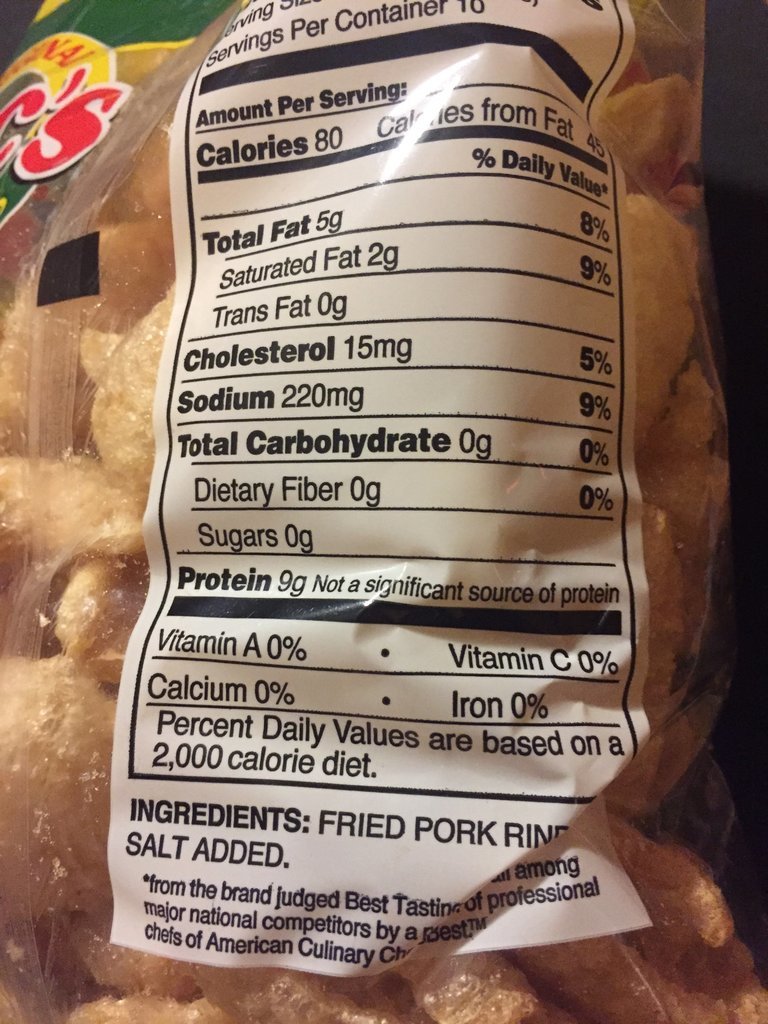 Servings Per Container 10
Amount Per Serving:
Calories 80 Calories from Fat 45
% Daily Value*
Total Fat 5g 8%
Saturated Fat 2g 9%
Trans Fat 0g
Cholesterol 15mg 5%
Sodium 220mg 9%
Total Carbohydrate 0g 0%
Dietary Fiber 0g 0%
Sugars 0g
Protein 9g Not a significant source of protein
Vitamin A 0% • Vitamin C 0%
Calcium 0% • Iron 0%
Percent Daily Values are based on a
2,000 calorie diet.
INGREDIENTS: FRIED PORK
SALT ADDED.
*from the brand judged Best among
major national competitors by a of professional
chefs of American Culinary